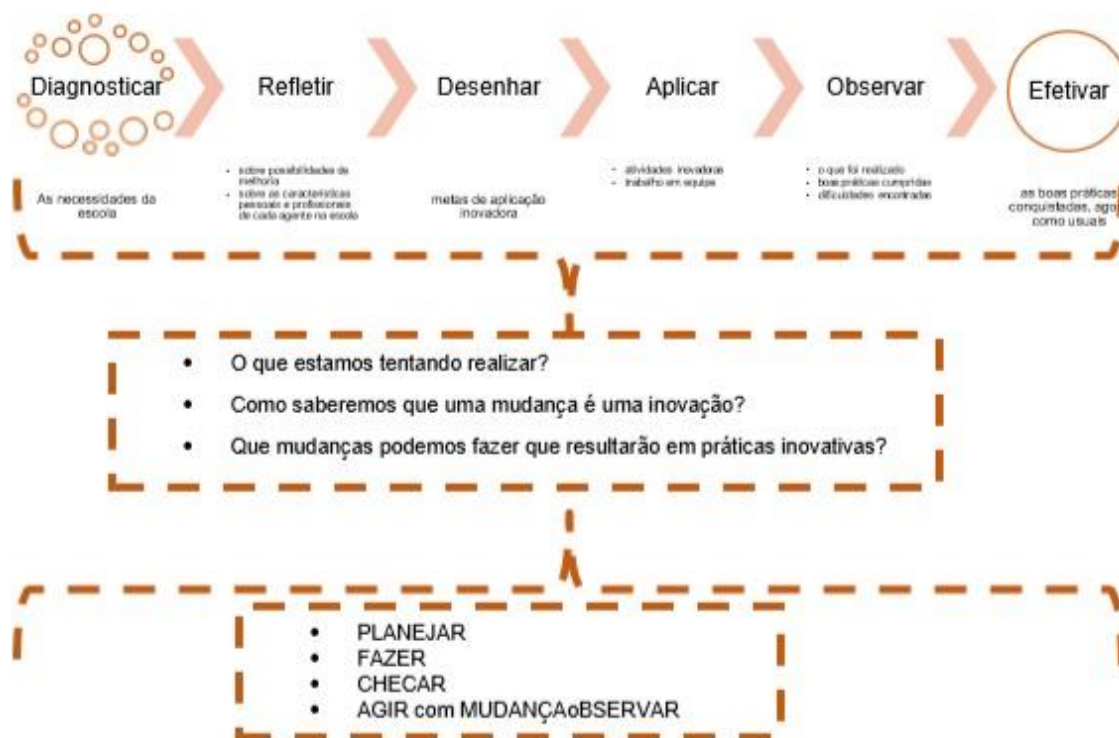 Diagnosticar
Refletir
Desenhar
Aplicar
Observar
Efetivar
As necessidades da
escola
• sobre possibilidades de
melhoria
• sobre as características
pessoais e profissionais
de cada agente na escola
metas de aplicação
inovadora
• atividades inovadoras
• trabalho em equipe
• o que foi realizado
• boas práticas cumpridas
• dificuldades encontradas
as boas práticas
conquistadas, ago
como usuais
• O que estamos tentando realizar?
• Como saberemos que uma mudança é uma inovação?
• Que mudanças podemos fazer que resultarão em práticas inovativas?
• PLANEJAR
• FAZER
• CHECAR
• AGIR com MUDANÇAoBSERVAR